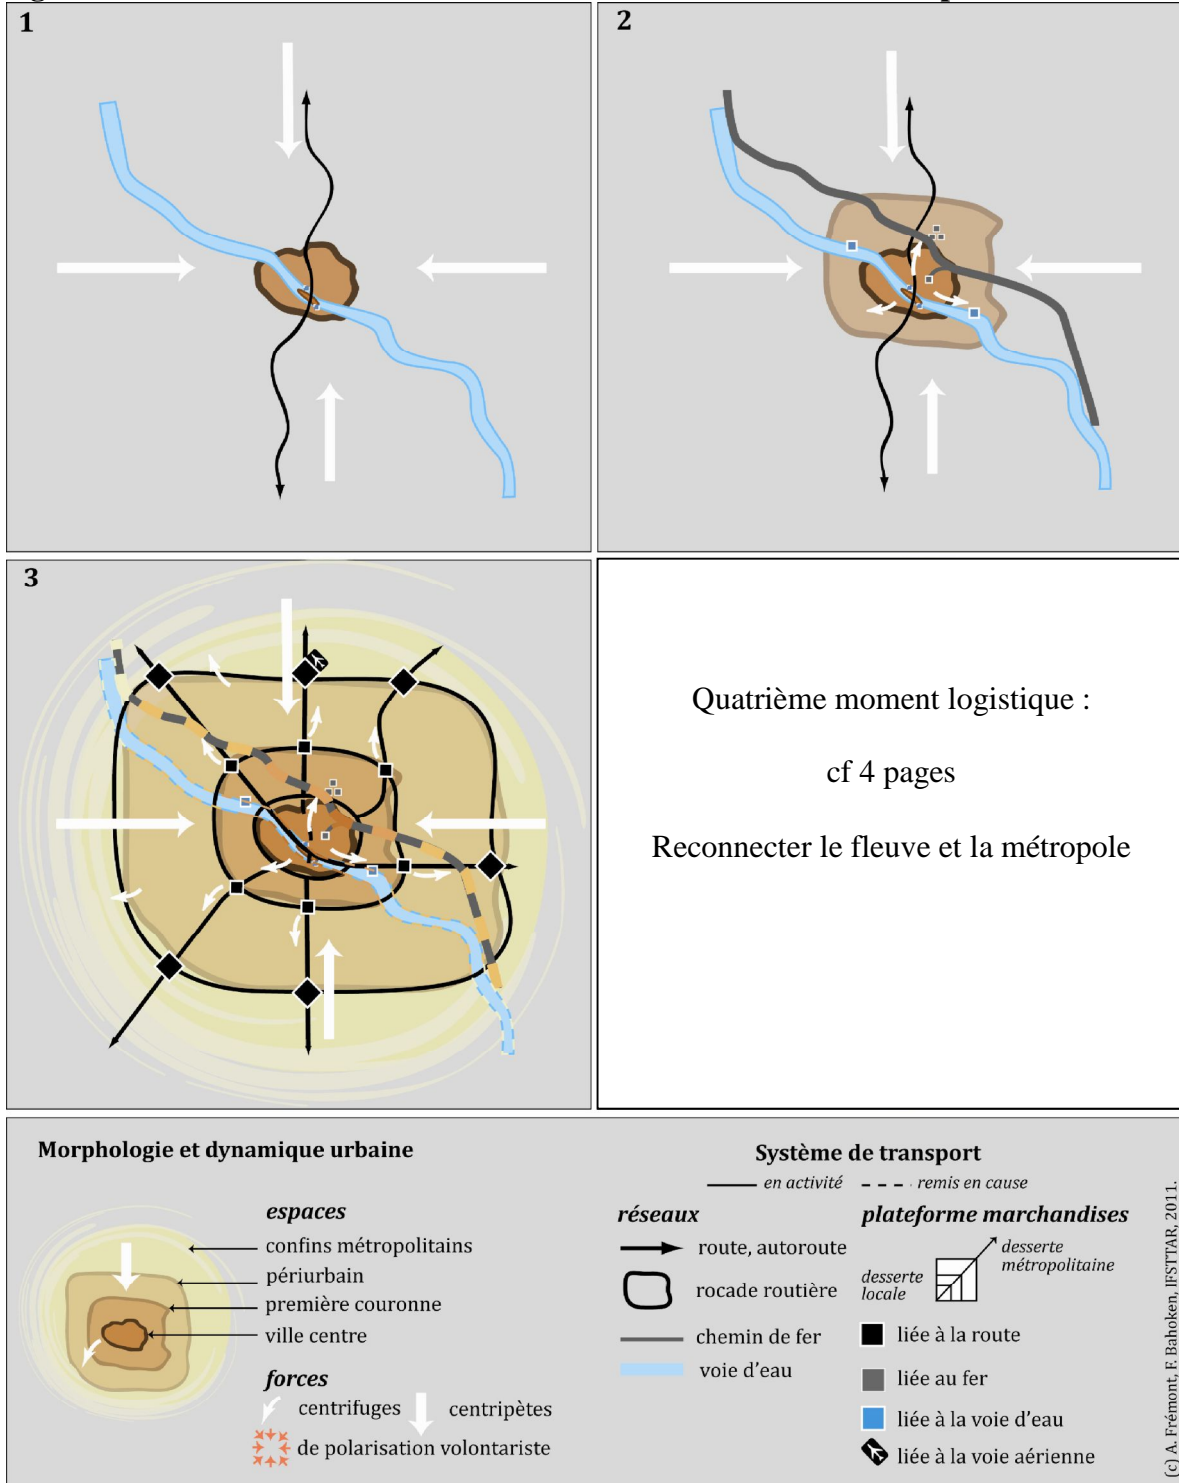 1
2
3
Quatrième moment logistique :
cf 4 pages
Reconnecter le fleuve et la métropole
Morphologie et dynamique urbaine
espaces
confins métropolitains
périurbain
première couronne
ville centre
forces
centrifuges
centripètes
de polarisation volontariste
Système de transport
en activité
remis en cause
réseaux
route, autoroute
rocade routière
chemin de fer
voie d'eau
plateforme marchandises
desserte
locale
desserte
métropolitaine
liée à la route
liée au fer
liée à la voie d'eau
liée à la voie aérienne
(c) A. Frémont, F. Bahoken, IFSTTAR, 2011.